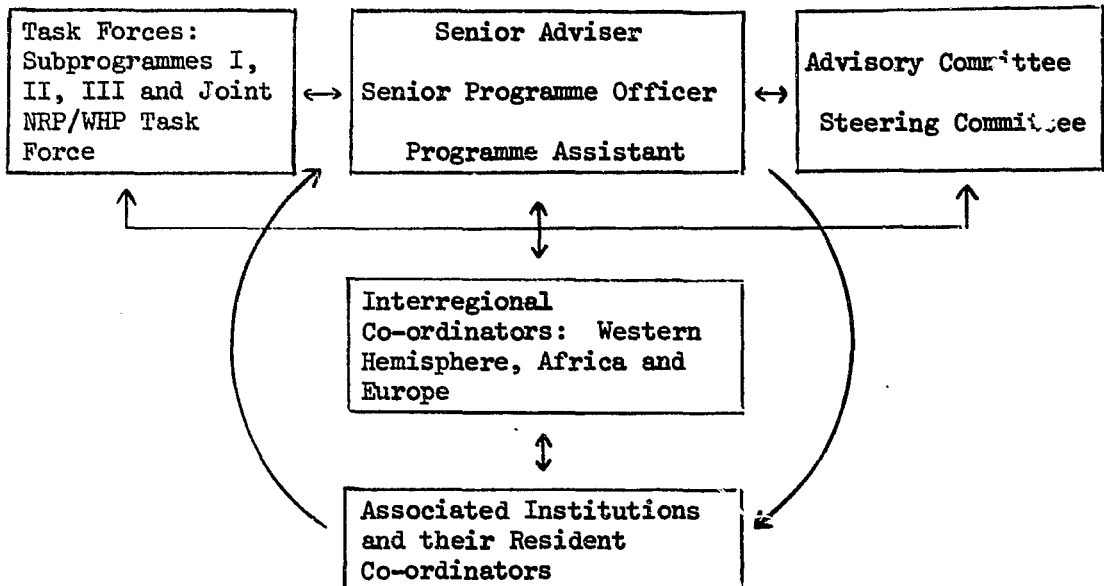 Task Forces:
Subprogrammes I,
II, III and Joint
NRP/WHP Task
Force
Senior Adviser
Senior Programme Officer
Programme Assistant
Advisory Committee
Steering Committee
Interregional
Co-ordinators: Western
Hemisphere, Africa and
Europe
Associated Institutions
and their Resident
Co-ordinators